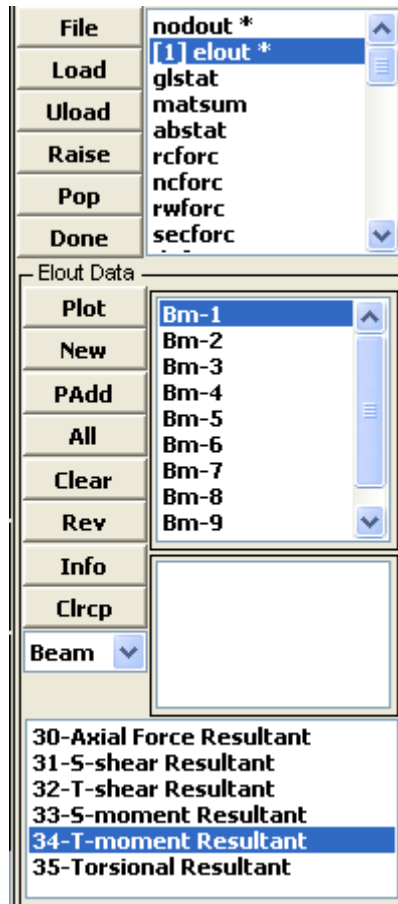 File
Load
Uload
Raise
Pop
Done
nodout *
[1] elout *
glstat
matsum
abstat
rcforc
ncforc
rwforc
secforc
Elout Data
Plot
New
PAdd
All
Clear
Rev
Info
Clrcp
Beam
Bm-1
Bm-2
Bm-3
Bm-4
Bm-5
Bm-6
Bm-7
Bm-8
Bm-9
30-Axial Force Resultant
31-S-shear Resultant
32-T-shear Resultant
33-S-moment Resultant
34-T-moment Resultant
35-Torsional Resultant